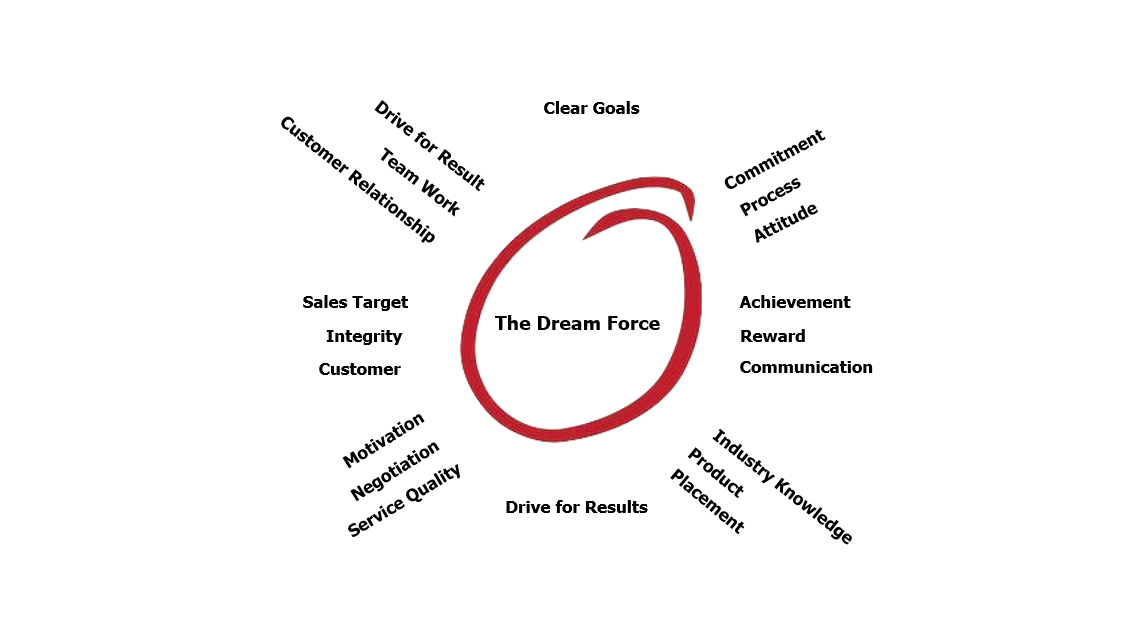 Clear Goals
Drive for Result
Team Work
Customer Relationship
Commitment
Process
Attitude
Sales Target
Integrity
Customer
The Dream Force
Achievement
Reward
Communication
Motivation
Negotiation
Service Quality
Industry Knowledge
Product
Placement
Drive for Results